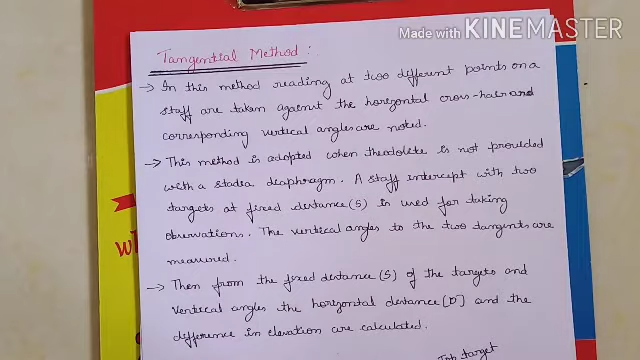 Made with KINEMASTER
Tangential Method :
→ In this method reading at two different points on a
staff are taken against the horizontal cross-hair and
corresponding vertical angles are noted.
→ This method is adopted when theodolite is not provided
with a stadia diaphragm. A staff intercept with two
targets at fixed distance (S) is used for taking
observations. The vertical angles to the two tangents are
measured.
→ Then from the fixed distance (S) of the targets and
vertical angles the horizontal distance [D] and the
difference in elevation are calculated.
Top target